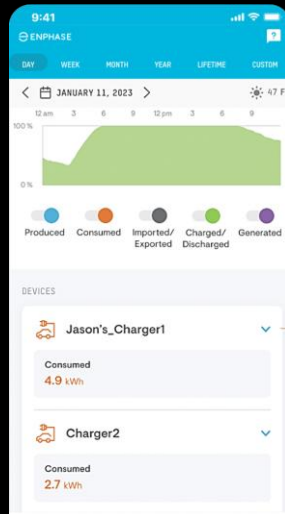 9:41
ENPHASE
?
DAY WEEK MONTH YEAR LIFETIME CUSTOM
JANUARY 11, 2023 47 F
12 am 3 6 9 12 pm 3 6 9
100 %
0 %
Produced Consumed Imported/ Exported Charged/ Discharged Generated
DEVICES
Jason's_Charger1
Consumed
4.9 kWh
Charger2
Consumed
2.7 kWh